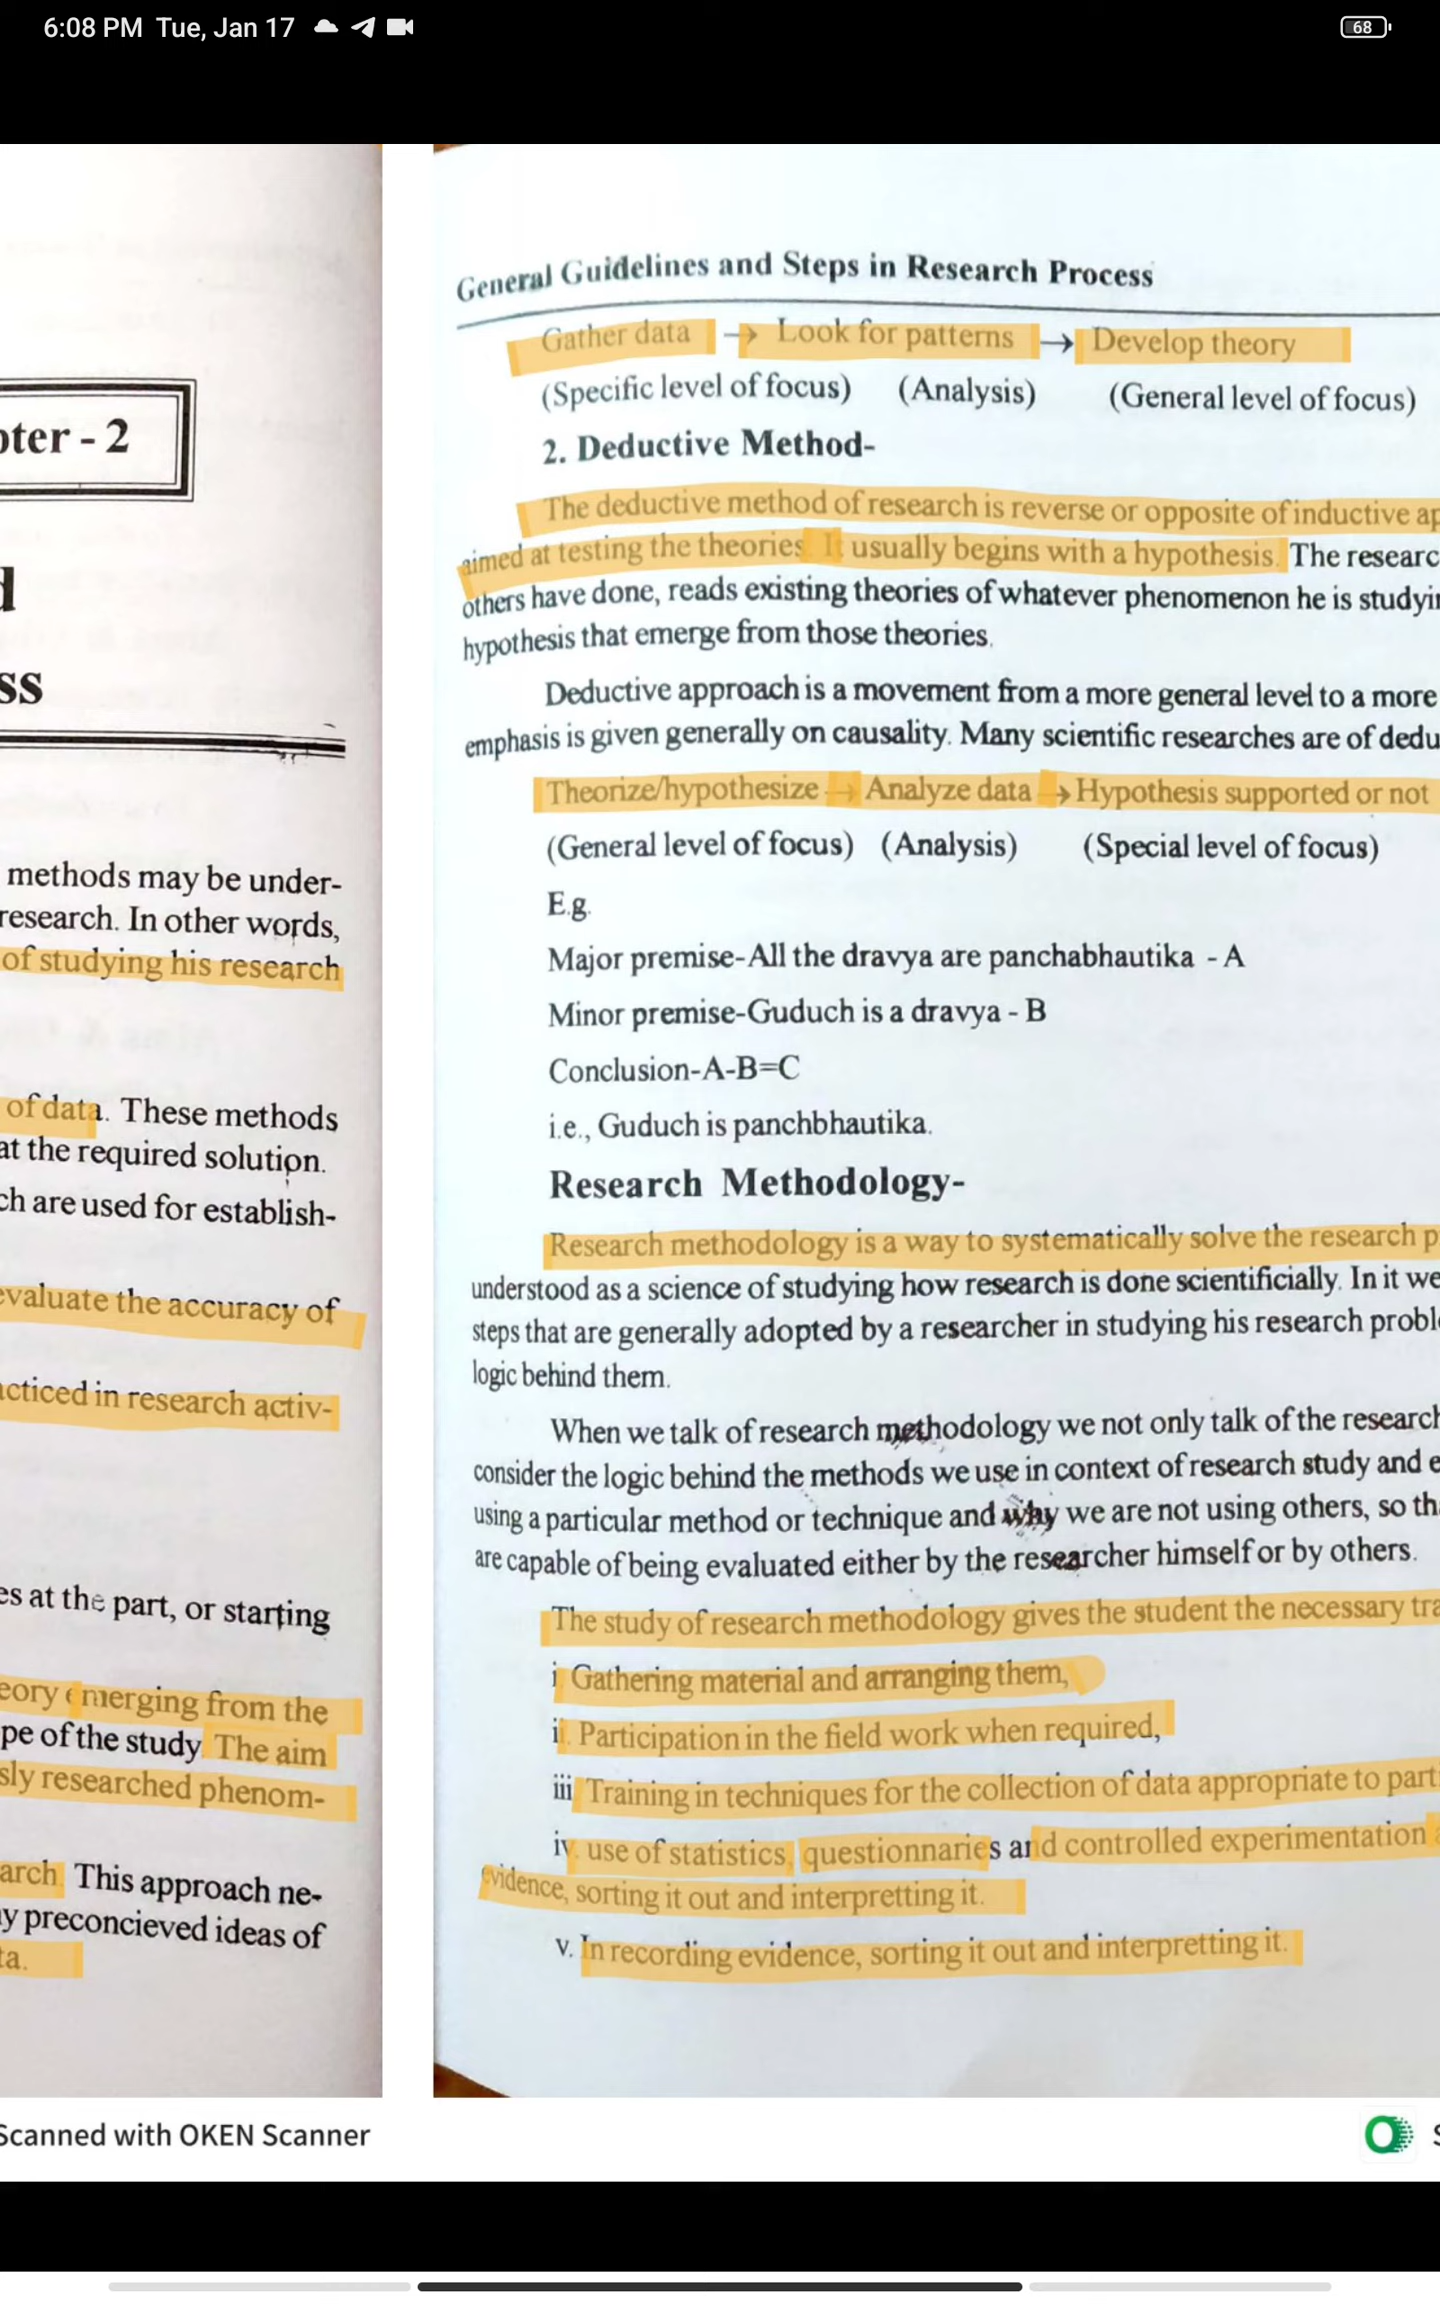 6:08 PM Tue, Jan 17
68
ter - 2
ss
methods may be under-
research. In other words,
of studying his research
of data. These methods
at the required solution.
ch are used for establish-
evaluate the accuracy of
acticed in research activ-
es at the part, or starting
eory emerging from the
pe of the study. The aim
sly researched phenom-
arch. This approach ne-
y preconcieved ideas of
ta.
Scanned with OKEN Scanner
General Guidelines and Steps in Research Process
Gather data → Look for patterns → Develop theory
(Specific level of focus) (Analysis) (General level of focus)
2. Deductive Method-
The deductive method of research is reverse or opposite of inductive ap
aimed at testing the theories. It usually begins with a hypothesis. The researc
others have done, reads existing theories of whatever phenomenon he is studyin
hypothesis that emerge from those theories.
Deductive approach is a movement from a more general level to a more
emphasis is given generally on causality. Many scientific researches are of dedu
Theorize/hypothesize → Analyze data → Hypothesis supported or not
(General level of focus) (Analysis) (Special level of focus)
E.g.
Major premise-All the dravya are panchabhautika - A
Minor premise-Guduch is a dravya - B
Conclusion-A-B=C
i.e., Guduch is panchbhautika.
Research Methodology-
Research methodology is a way to systematically solve the research p
understood as a science of studying how research is done scientificially. In it we
steps that are generally adopted by a researcher in studying his research proble
logic behind them.
When we talk of research methodology we not only talk of the research
consider the logic behind the methods we use in context of research study and e
using a particular method or technique and why we are not using others, so tha
are capable of being evaluated either by the researcher himself or by others.
The study of research methodology gives the student the necessary tra
i. Gathering material and arranging them,
ii. Participation in the field work when required,
iii. Training in techniques for the collection of data appropriate to parti
iv. use of statistics, questionnaries and controlled experimentation
evidence, sorting it out and interpretting it.
v. In recording evidence, sorting it out and interpretting it.